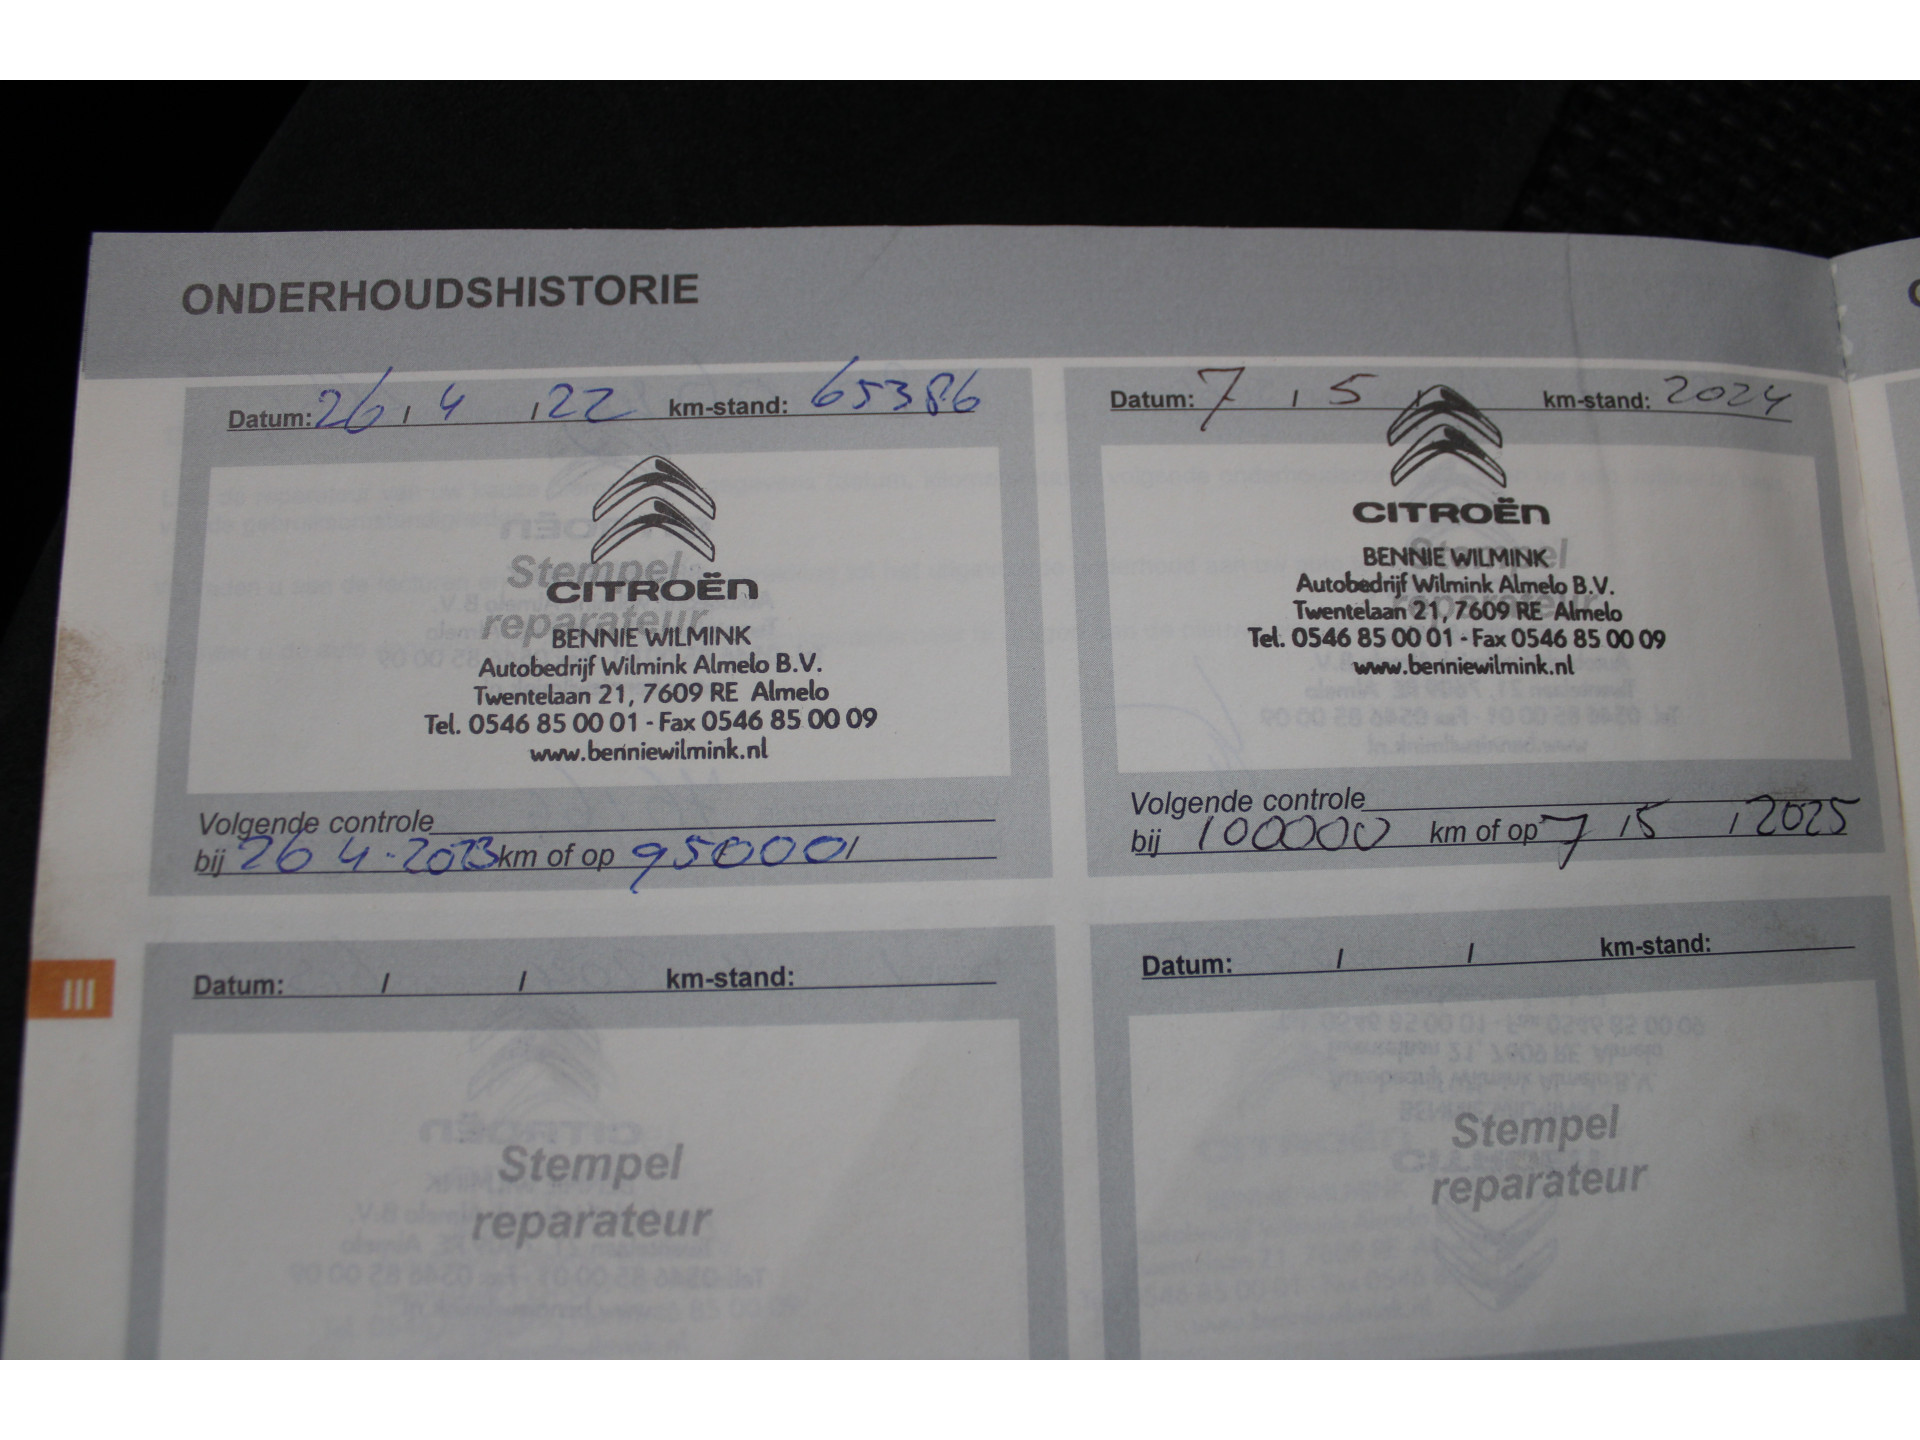 ONDERHOUDSHISTORIE
Datum: 26 / 4 / 22 km-stand: 65386
Stempel
CITROËN
reparateur
BENNIE WILMINK
Autobedrijf Wilmink Almelo B.V.
Twentelaan 21, 7609 RE Almelo
Tel. 0546 85 00 01 - Fax 0546 85 00 09
www.benniewilmink.nl
Volgende controle
bij 26 4-2023 km of op 95000 /
Datum: 7 / 5 / km-stand: 2024
CITROËN
Stempel
BENNIE WILMINK
Autobedrijf Wilmink Almelo B.V.
reparateur
Twentelaan 21, 7609 RE Almelo
Tel. 0546 85 00 01 - Fax 0546 85 00 09
www.benniewilmink.nl
Volgende controle
bij 100000 km of op 7 / 5 / 2025
III
Datum: / / km-stand:
Stempel
reparateur
Datum: / / km-stand:
Stempel
reparateur